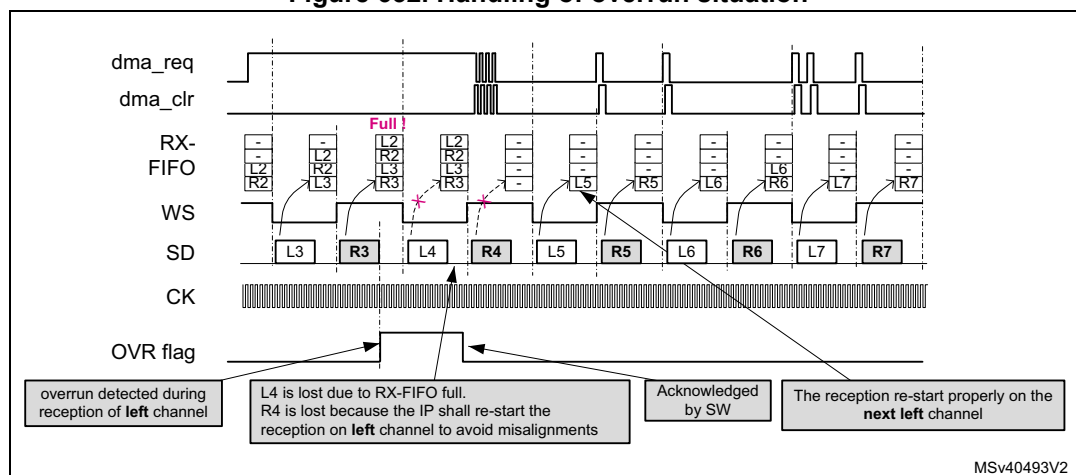 Figure Handling of overrun situation
dma_req
dma_clr
Full !
RX-
FIFO
- - L2 L2 - - - - - - -
- L2 R2 R2 - - - - - - -
L2 R2 L3 L3 - - - - L6 - -
R2 L3 R3 R3 - L5 R5 L6 R6 L7 R7
WS
SD L3 R3 L4 R4 L5 R5 L6 R6 L7 R7
CK
OVR flag
overrun detected during
reception of left channel
L4 is lost due to RX-FIFO full.
R4 is lost because the IP shall re-start the
reception on left channel to avoid misalignments
Acknowledged
by SW
The reception re-start properly on the
next left channel
MSv40493V2